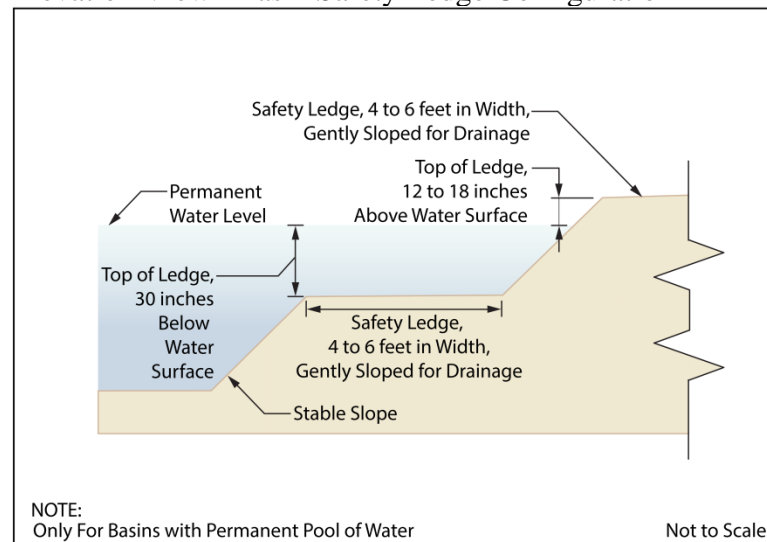 Safety Ledge, 4 to 6 feet in Width,
Gently Sloped for Drainage
Top of Ledge,
12 to 18 inches
Above Water Surface
Permanent
Water Level
Top of Ledge,
30 inches
Below
Water
Surface
Safety Ledge,
4 to 6 feet in Width,
Gently Sloped for Drainage
Stable Slope
NOTE:
Only For Basins with Permanent Pool of Water
Not to Scale